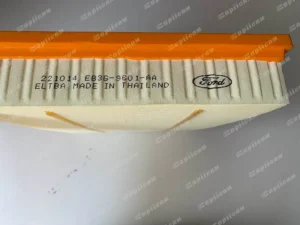 221014 EB3G-9601-AA
ELTBA MADE IN THAILAND
Ford